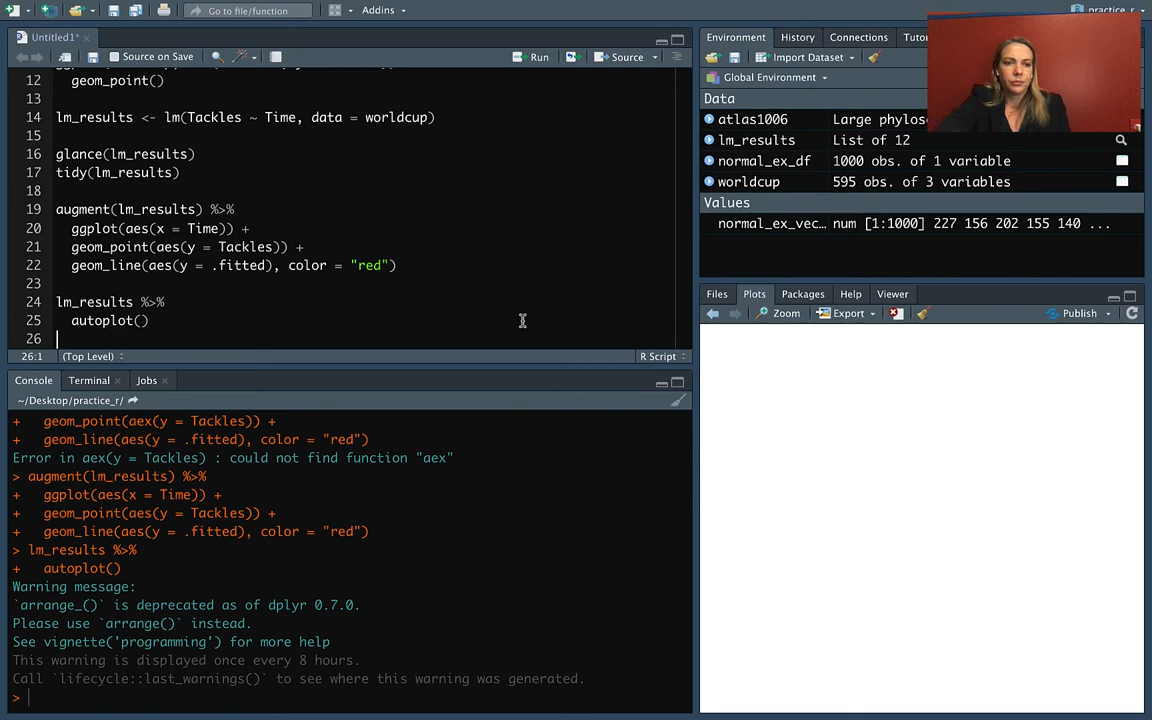 Go to file/function
Addins
practice_r
Untitled1*
Source on Save
Run
Source
12 geom_point()
13
14 lm_results <- lm(Tackles ~ Time, data = worldcup)
15
16 glance(lm_results)
17 tidy(lm_results)
18
19 augment(lm_results) %>%
20 ggplot(aes(x = Time)) +
21 geom_point(aes(y = Tackles)) +
22 geom_line(aes(y = .fitted), color = "red")
23
24 lm_results %>%
25 autoplot()
26
26:1 (Top Level) R Script
Console Terminal Jobs
~/Desktop/practice_r/
+ geom_point(aex(y = Tackles)) +
+ geom_line(aes(y = .fitted), color = "red")
Error in aex(y = Tackles) : could not find function "aex"
> augment(lm_results) %>%
+ ggplot(aes(x = Time)) +
+ geom_point(aes(y = Tackles)) +
+ geom_line(aes(y = .fitted), color = "red")
> lm_results %>%
+ autoplot()
Warning message:
`arrange_()` is deprecated as of dplyr 0.7.0.
Please use `arrange()` instead.
See vignette('programming') for more help
This warning is displayed once every 8 hours.
Call `lifecycle::last_warnings()` to see where this warning was generated.
>
Environment History Connections Tutor
Import Dataset
Global Environment
Data
atlas1006 Large phylos
lm_results List of 12
normal_ex_df 1000 obs. of 1 variable
worldcup 595 obs. of 3 variables
Values
normal_ex_vec… num [1:1000] 227 156 202 155 140 ...
Files Plots Packages Help Viewer
Zoom Export Publish